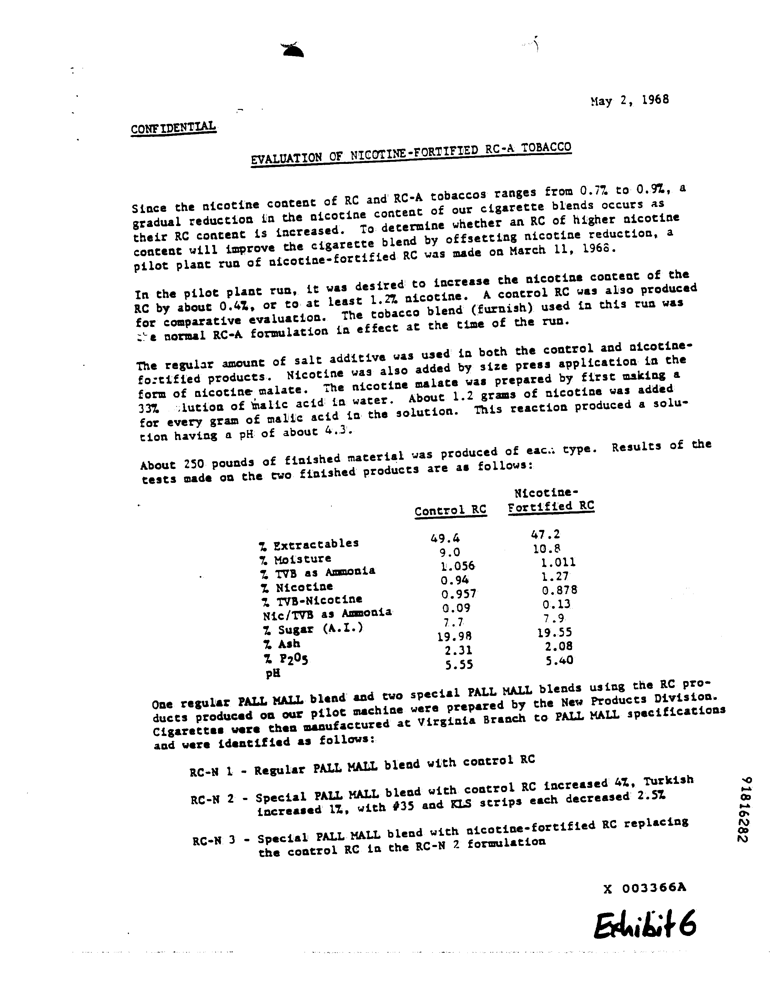 May 2, 1968
CONFIDENTIAL
EVALUATION OF NICOTINE-FORTIFIED RC-A TOBACCO
Since the nicotine content of RC and RC-A tobaccos ranges from 0.7% to 0.9%, a
gradual reduction in the nicotine content of our cigarette blends occurs as
their RC content is increased. To determine whether an RC of higher nicotine
content will improve the cigarette blend by offsetting nicotine reduction, a
pilot plant run of nicotine-fortified RC was made on March 11, 1968.
In the pilot plant run, it was desired to increase the nicotine content of the
RC by about 0.4%, or to at least 1.2% nicotine. A control RC was also produced
for comparative evaluation. The tobacco blend (furnish) used in this run was
the normal RC-A formulation in effect at the time of the run.
The regular amount of salt additive was used in both the control and nicotine-
fortified products. Nicotine was also added by size press application in the
form of nicotine malate. The nicotine malate was prepared by first making a
33% lution of malic acid in water. About 1.2 grams of nicotine was added
for every gram of malic acid in the solution. This reaction produced a solu-
tion having a pH of about 4.3.
About 250 pounds of finished material was produced of each type. Results of the
tests made on the two finished products are as follows:
Nicotine-
Control RC Fortified RC
% Extractables 49.4 47.2
% Moisture 9.0 10.8
% TVB as Ammonia 1.056 1.011
% Nicotine 0.94 1.27
% TVB-Nicotine 0.957 0.878
Nic/TVB as Ammonia 0.09 0.13
% Sugar (A.I.) 7.7 7.9
% Ash 19.98 19.55
% P2O5 2.31 2.08
pH 5.55 5.40
One regular PALL MALL blend and two special PALL MALL blends using the RC pro-
ducts produced on our pilot machine were prepared by the New Products Division.
Cigarettes were then manufactured at Virginia Branch to PALL MALL specifications
and were identified as follows:
RC-N 1 - Regular PALL MALL blend with control RC
RC-N 2 - Special PALL MALL blend with control RC increased 4%, Turkish
increased 1%, with #35 and KLS strips each decreased 2.5%
RC-N 3 - Special PALL MALL blend with nicotine-fortified RC replacing
the control RC in the RC-N 2 formulation
91816282
X 003366A
Exhibit 6